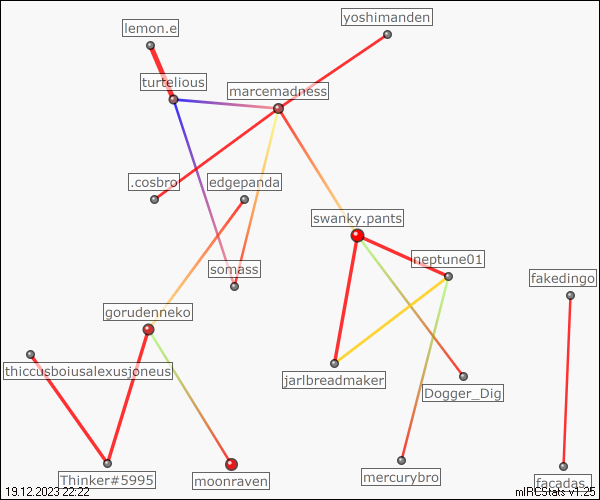 yoshimanden
lemon.e
turtelious
marcemadness
.cosbro
edgepanda
swanky.pants
neptune01
somass
fakedingo
gorudenneko
thiccusboiusalexusjoneus
jarlbreadmaker
Dogger_Dig
Thinker#5995
moonraven
mercurybro
facadas.
19.12.2023 22:22
mIRCStats v1.25